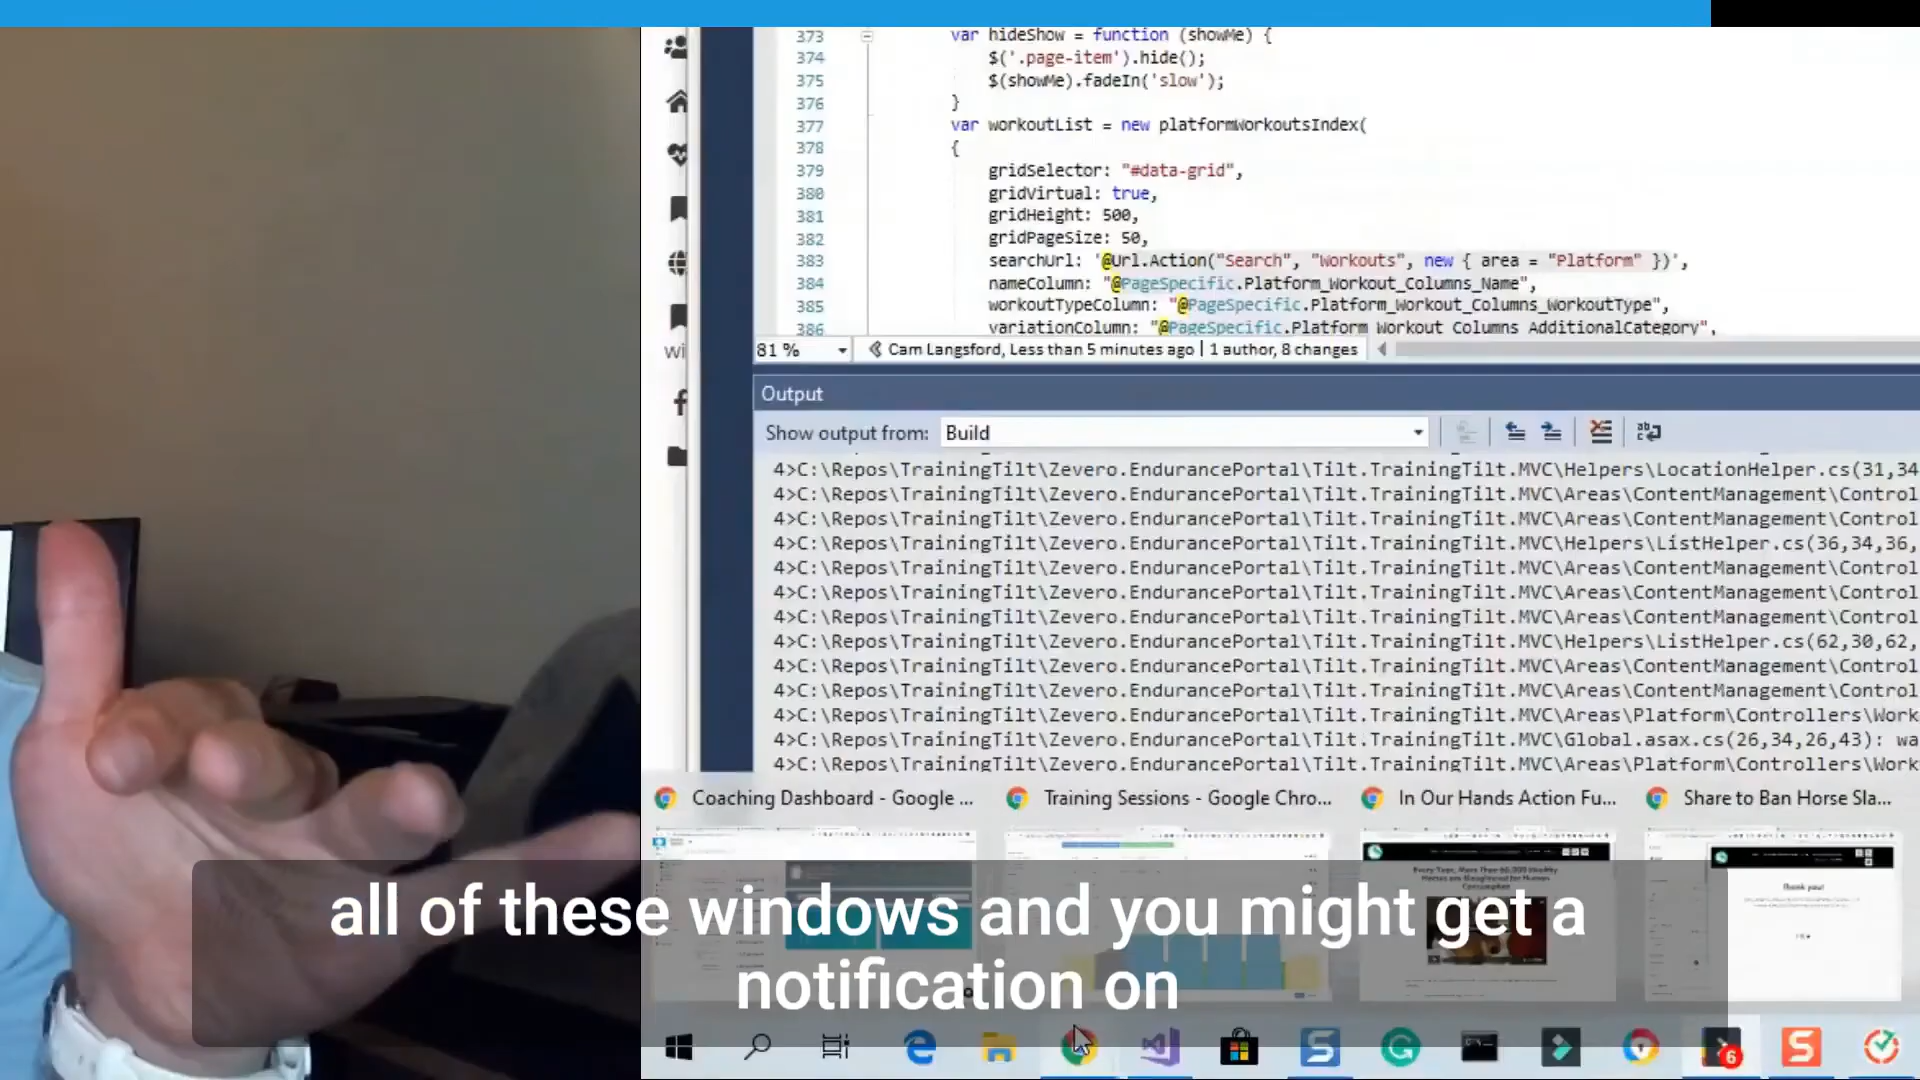 373 var hideShow = function (showMe) {
374 $('.page-item').hide();
375 $(showMe).fadeIn('slow');
376 }
377 var workoutList = new platformWorkoutsIndex(
378 {
379 gridSelector: "#data-grid",
380 gridVirtual: true,
381 gridHeight: 500,
382 gridPageSize: 50,
383 searchUrl: '@Url.Action("Search", "Workouts", new { area = "Platform" })',
384 nameColumn: "@PageSpecific.Platform_Workout_Columns_Name",
385 workoutTypeColumn: "@PageSpecific.Platform_Workout_Columns_WorkoutType",
386 variationColumn: "@PageSpecific.Platform_Workout_Columns_AdditionalCategory",
wi
81 % Cam Langsford, Less than 5 minutes ago | 1 author, 8 changes
Output
Show output from: Build
4>C:\Repos\TrainingTilt\Zevero.EndurancePortal\Tilt.TrainingTilt.MVC\Helpers\LocationHelper.cs(31,34
4>C:\Repos\TrainingTilt\Zevero.EndurancePortal\Tilt.TrainingTilt.MVC\Areas\ContentManagement\Control
4>C:\Repos\TrainingTilt\Zevero.EndurancePortal\Tilt.TrainingTilt.MVC\Areas\ContentManagement\Control
4>C:\Repos\TrainingTilt\Zevero.EndurancePortal\Tilt.TrainingTilt.MVC\Helpers\ListHelper.cs(36,34,36,
4>C:\Repos\TrainingTilt\Zevero.EndurancePortal\Tilt.TrainingTilt.MVC\Areas\ContentManagement\Control
4>C:\Repos\TrainingTilt\Zevero.EndurancePortal\Tilt.TrainingTilt.MVC\Areas\ContentManagement\Control
4>C:\Repos\TrainingTilt\Zevero.EndurancePortal\Tilt.TrainingTilt.MVC\Areas\ContentManagement\Control
4>C:\Repos\TrainingTilt\Zevero.EndurancePortal\Tilt.TrainingTilt.MVC\Helpers\ListHelper.cs(62,30,62,
4>C:\Repos\TrainingTilt\Zevero.EndurancePortal\Tilt.TrainingTilt.MVC\Areas\ContentManagement\Control
4>C:\Repos\TrainingTilt\Zevero.EndurancePortal\Tilt.TrainingTilt.MVC\Areas\ContentManagement\Control
4>C:\Repos\TrainingTilt\Zevero.EndurancePortal\Tilt.TrainingTilt.MVC\Areas\Platform\Controllers\Work
4>C:\Repos\TrainingTilt\Zevero.EndurancePortal\Tilt.TrainingTilt.MVC\Global.asax.cs(26,34,26,43): wa
4>C:\Repos\TrainingTilt\Zevero.EndurancePortal\Tilt.TrainingTilt.MVC\Areas\Platform\Controllers\Work
Coaching Dashboard - Google ... Training Sessions - Google Chro... In Our Hands Action Fu... Share to Ban Horse Sla...
Thank you!
all of these windows and you might get a
notification on
6